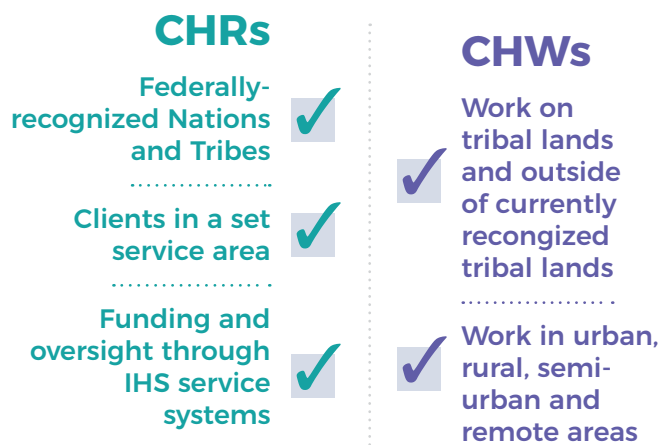 CHRs
Federally-
recognized Nations
and Tribes
Clients in a set
service area
Funding and
oversight through
IHS service
systems
CHWs
Work on
tribal lands
and outside
of currently
recongized
tribal lands
Work in urban,
rural, semi-
urban and
remote areas